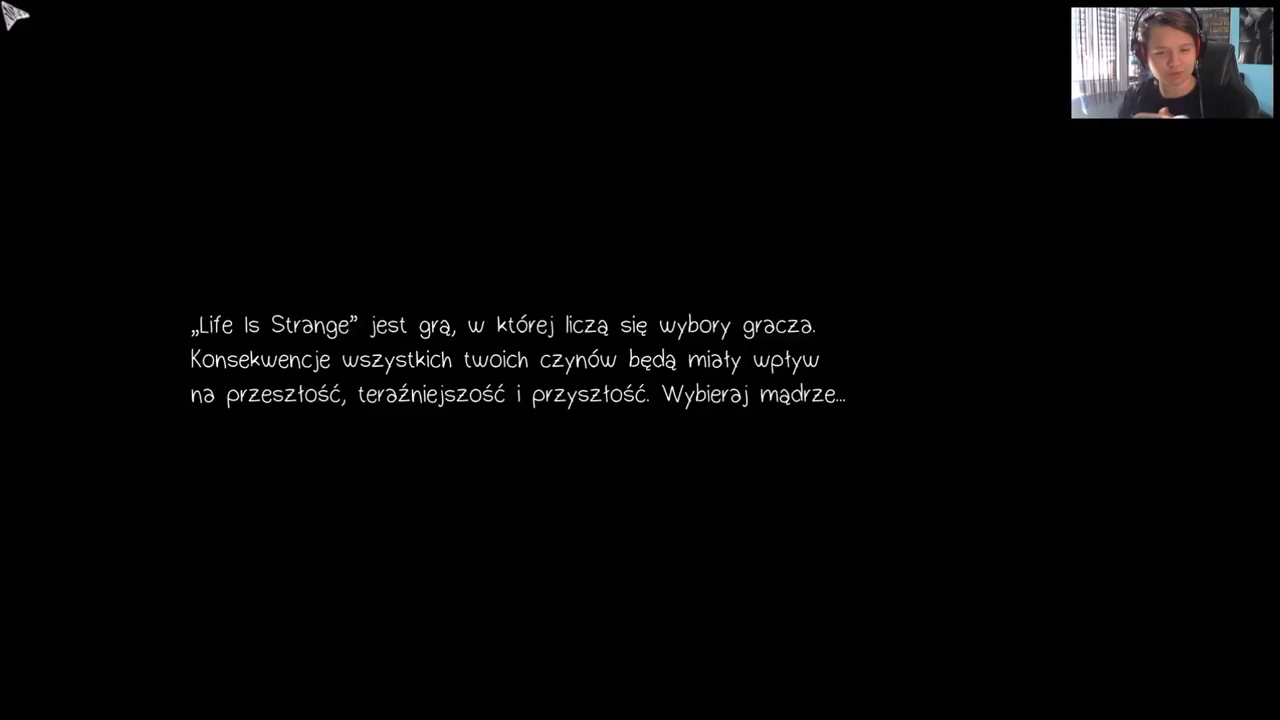 „Life Is Strange” jest grą, w której liczą się wybory gracza.
Konsekwencje wszystkich twoich czynów będą miały wpływ
na przeszłość, teraźniejszość i przyszłość. Wybieraj mądrze...